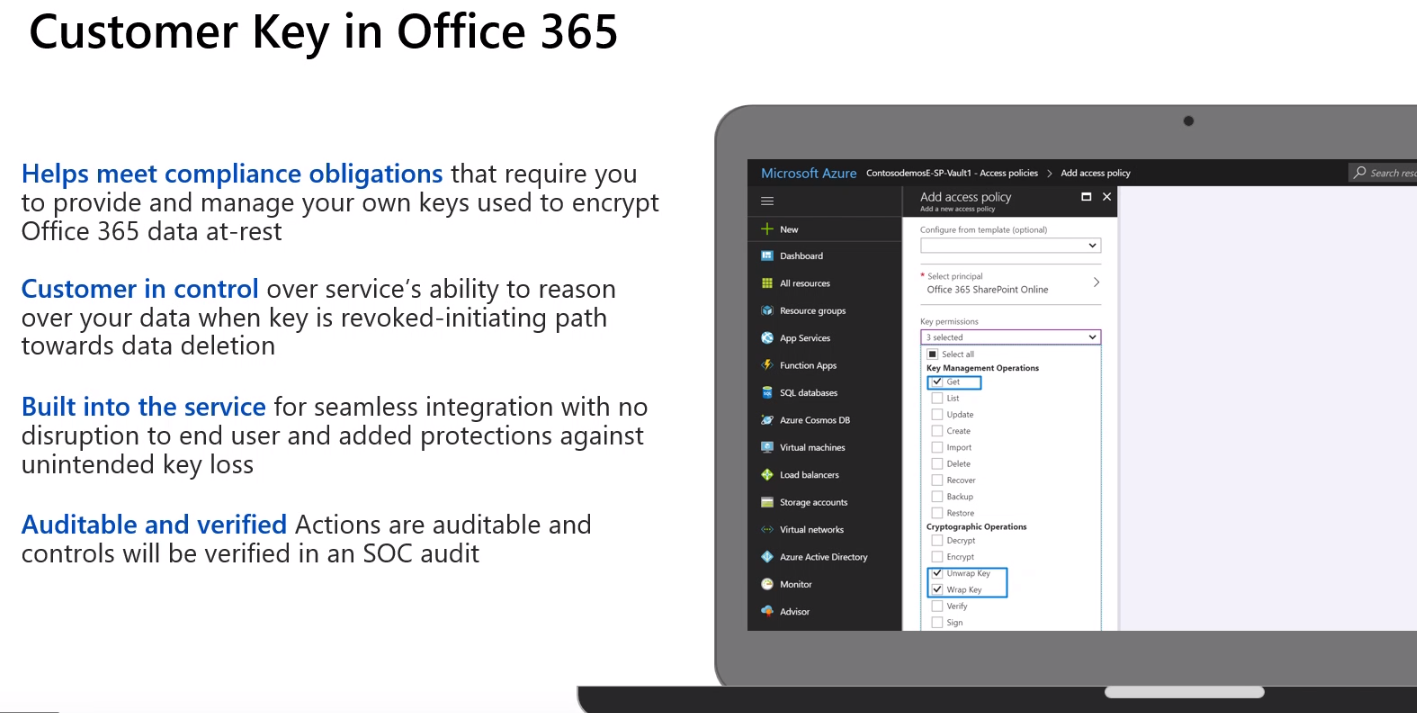 Customer Key in Office 365
Helps meet compliance obligations that require you
to provide and manage your own keys used to encrypt
Office 365 data at-rest
Customer in control over service's ability to reason
over your data when key is revoked-initiating path
towards data deletion
Built into the service for seamless integration with no
disruption to end user and added protections against
unintended key loss
Auditable and verified Actions are auditable and
controls will be verified in an SOC audit
Microsoft Azure ContosodemosE-SP-Vault1 - Access policies > Add access policy
Search
New
Dashboard
All resources
Resource groups
App Services
Function Apps
SQL databases
Azure Cosmos DB
Virtual machines
Load balancers
Storage accounts
Virtual networks
Azure Active Directory
Monitor
Advisor
Add access policy
Add a new access policy
Configure from template (optional)
* Select principal
Office 365 SharePoint Online
Key permissions
3 selected
Select all
Key Management Operations
Get
List
Update
Create
Import
Delete
Recover
Backup
Restore
Cryptographic Operations
Decrypt
Encrypt
Unwrap Key
Wrap Key
Verify
Sign